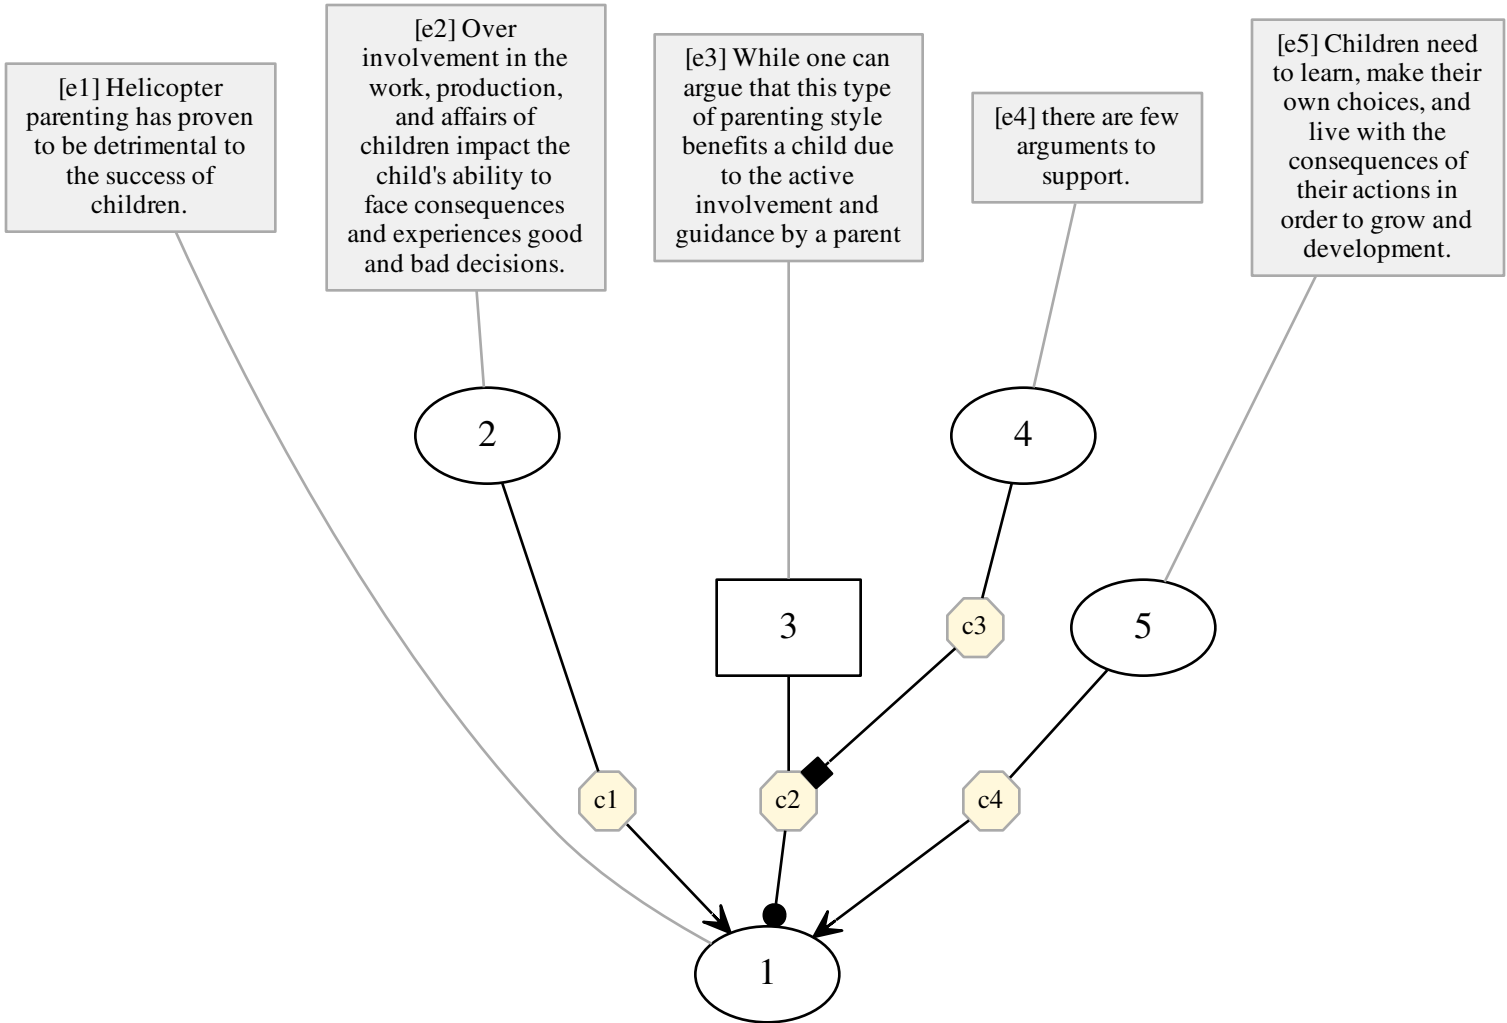 [e1] Helicopter
parenting has proven
to be detrimental to
the success of
children.
[e2] Over
involvement in the
work, production,
and affairs of
children impact the
child's ability to
face consequences
and experiences good
and bad decisions.
[e3] While one can
argue that this type
of parenting style
benefits a child due
to the active
involvement and
guidance by a parent
[e4] there are few
arguments to
support.
[e5] Children need
to learn, make their
own choices, and
live with the
consequences of
their actions in
order to grow and
development.
2
4
3
c3
5
c1
c2
c4
1